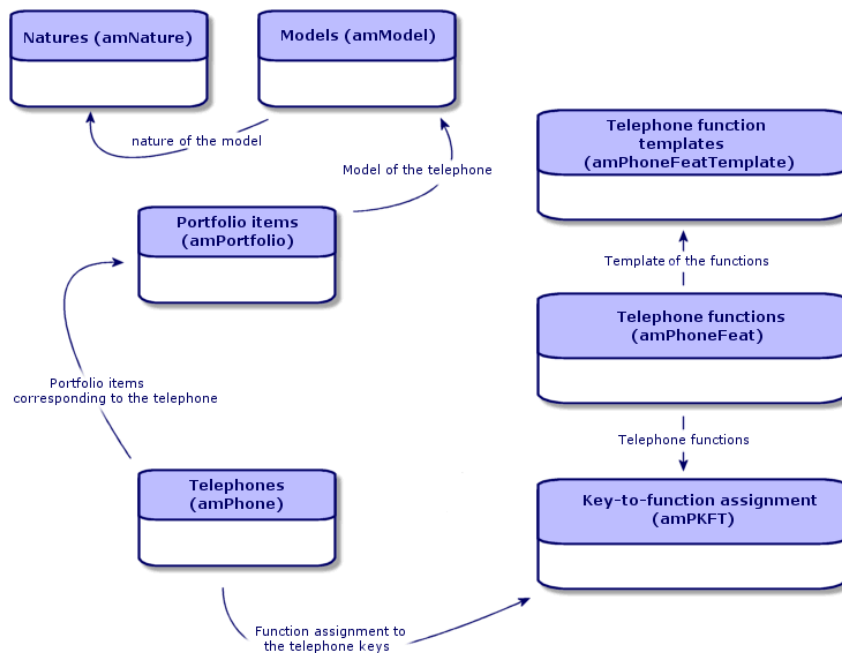 Natures (amNature)
Models (amModel)
nature of the model
Model of the telephone
Telephone function
templates
(amPhoneFeatTemplate)
Portfolio items
(amPortfolio)
Template of the functions
Telephone functions
(amPhoneFeat)
Portfolio items
corresponding to the telephone
Telephone functions
Telephones
(amPhone)
Key-to-function assignment
(amPKFT)
Function assignment to
the telephone keys